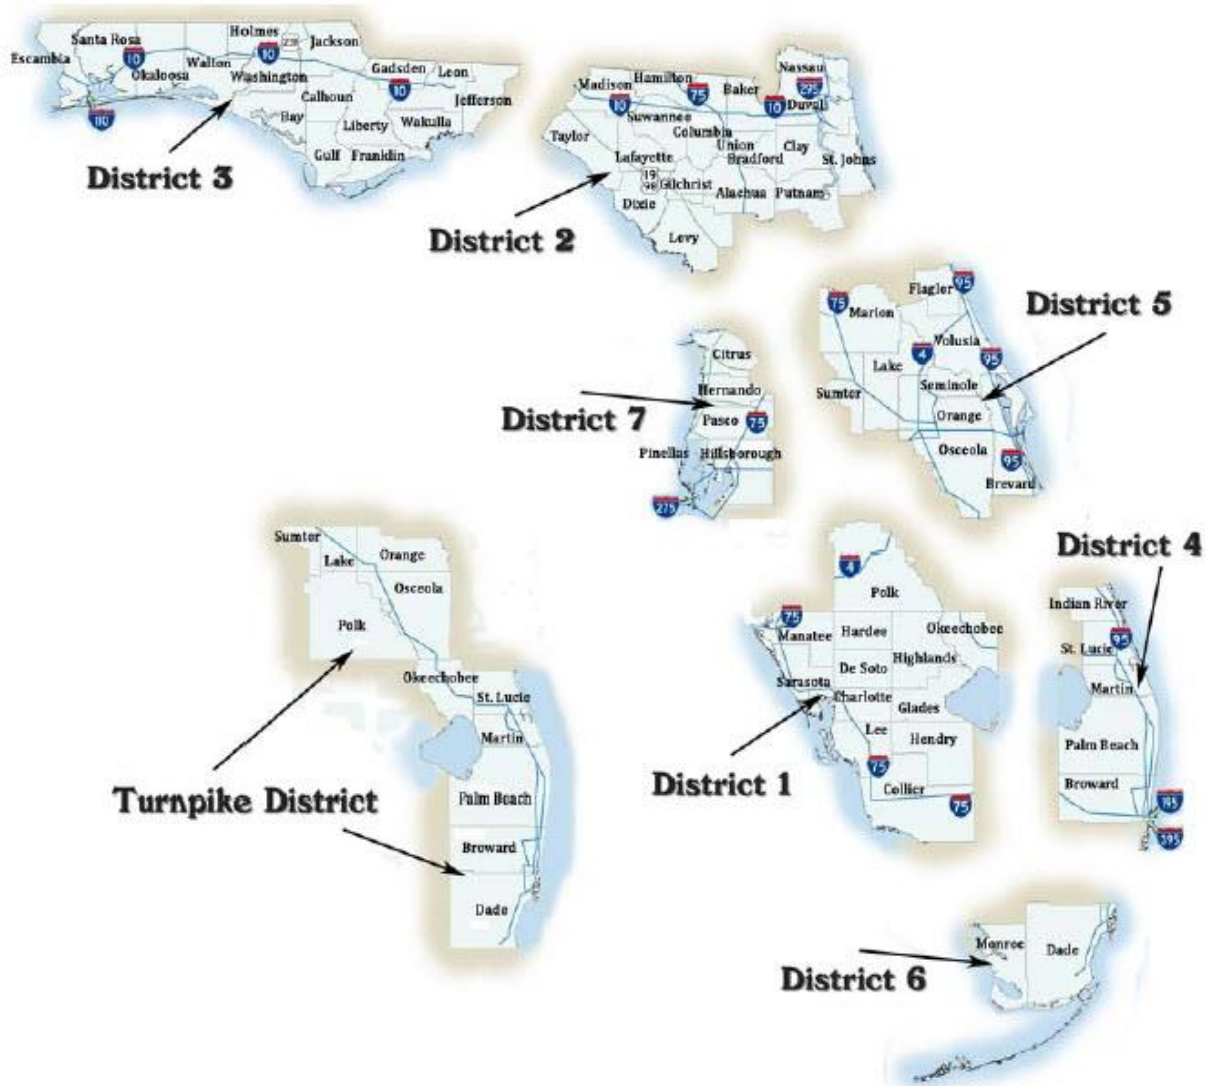 Santa Rosa
Holmes
231
Jackson
Escambia
10
Okaloosa
Walton
10
Washington
Gadsden
Leon
10
Jefferson
Calhoun
110
Bay
Liberty
Wakulla
Gulf
Franklin
District 3
Nassau
Madison
Hamilton
75
Baker
295
10
10
Duval
Suwannee
Taylor
Columbia
Union
Clay
Lafayette
Bradford
St. Johns
19
98
Gilchrist
Alachua
Putnam
Dixie
Levy
District 2
Flagler
95
75
Marion
District 5
Volusia
4
95
Lake
Seminole
Sumter
Orange
Osceola
95
Brevard
Citrus
Hernando
Pasco
75
District 7
Pinellas
Hillsborough
275
Sumter
Lake
Orange
Osceola
Polk
Okeechobee
St. Lucie
Martin
Turnpike District
Palm Beach
Broward
Dade
4
Polk
75
Manatee
Hardee
Okeechobee
Highlands
De Soto
Sarasota
Charlotte
Glades
Lee
Hendry
75
Collier
75
District 1
District 4
Indian River
95
St. Lucie
Martin
Palm Beach
Broward
195
395
Monroe
Dade
District 6